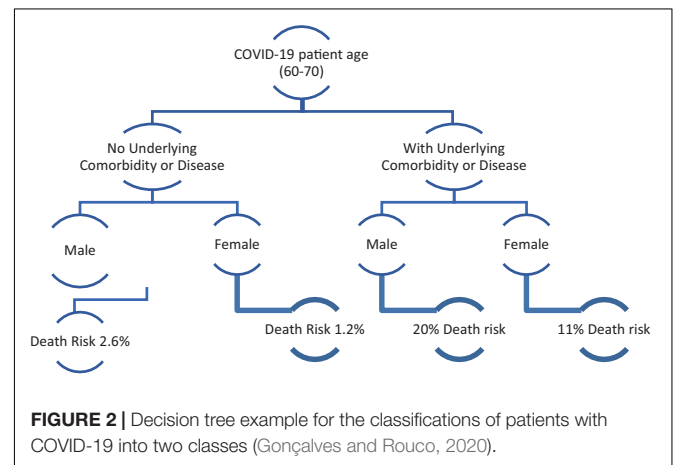 COVID-19 patient age
(60-70)
No Underlying
Comorbidity or Disease
With Underlying
Comorbidity or Disease
Male
Female
Male
Female
Death Risk 2.6%
Death Risk 1.2%
20% Death risk
11% Death risk
FIGURE 2 | Decision tree example for the classifications of patients with
COVID-19 into two classes (Gonçalves and Rouco, 2020).